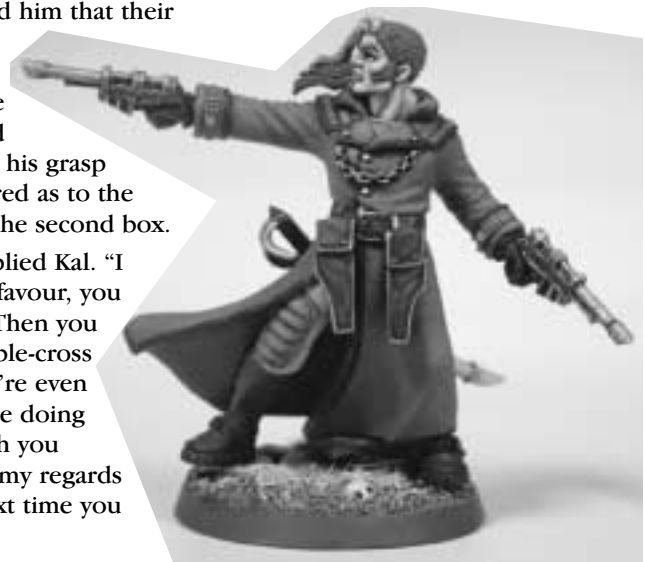 d him that their
e
d
his grasp
red as to the
he second box.
plied Kal. “I
favour, you
Then you
ble-cross
’re even
e doing
h you
my regards
xt time you